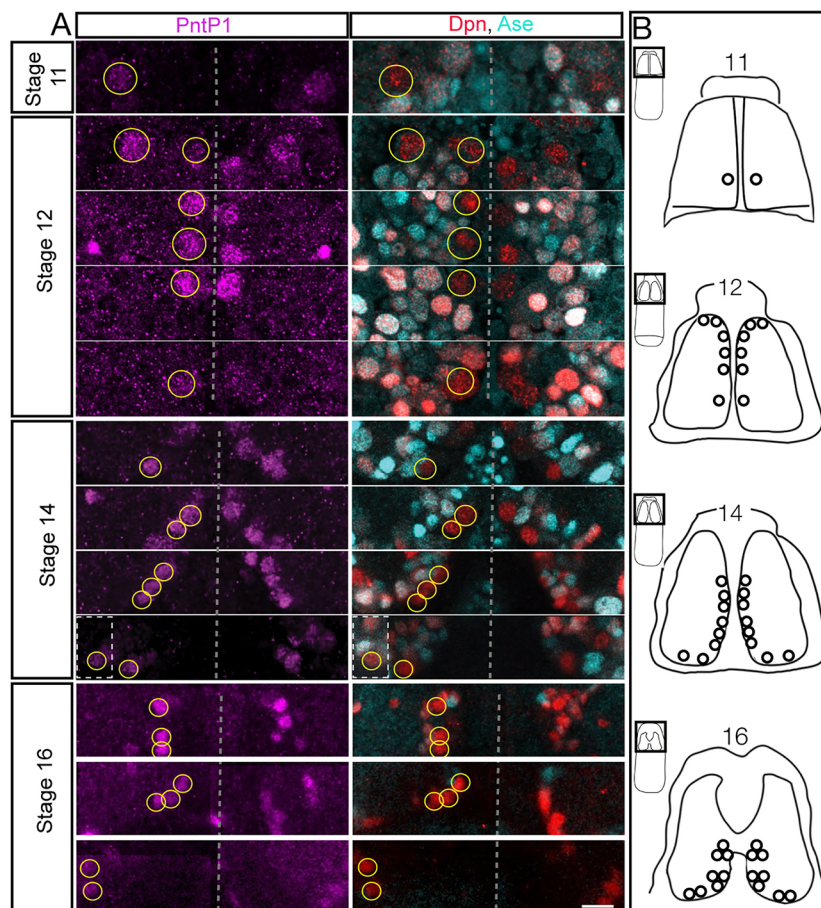 A
PntP1
Dpn, Ase
B
Stage
11
Stage 12
Stage 14
Stage 16
11
12
14
16